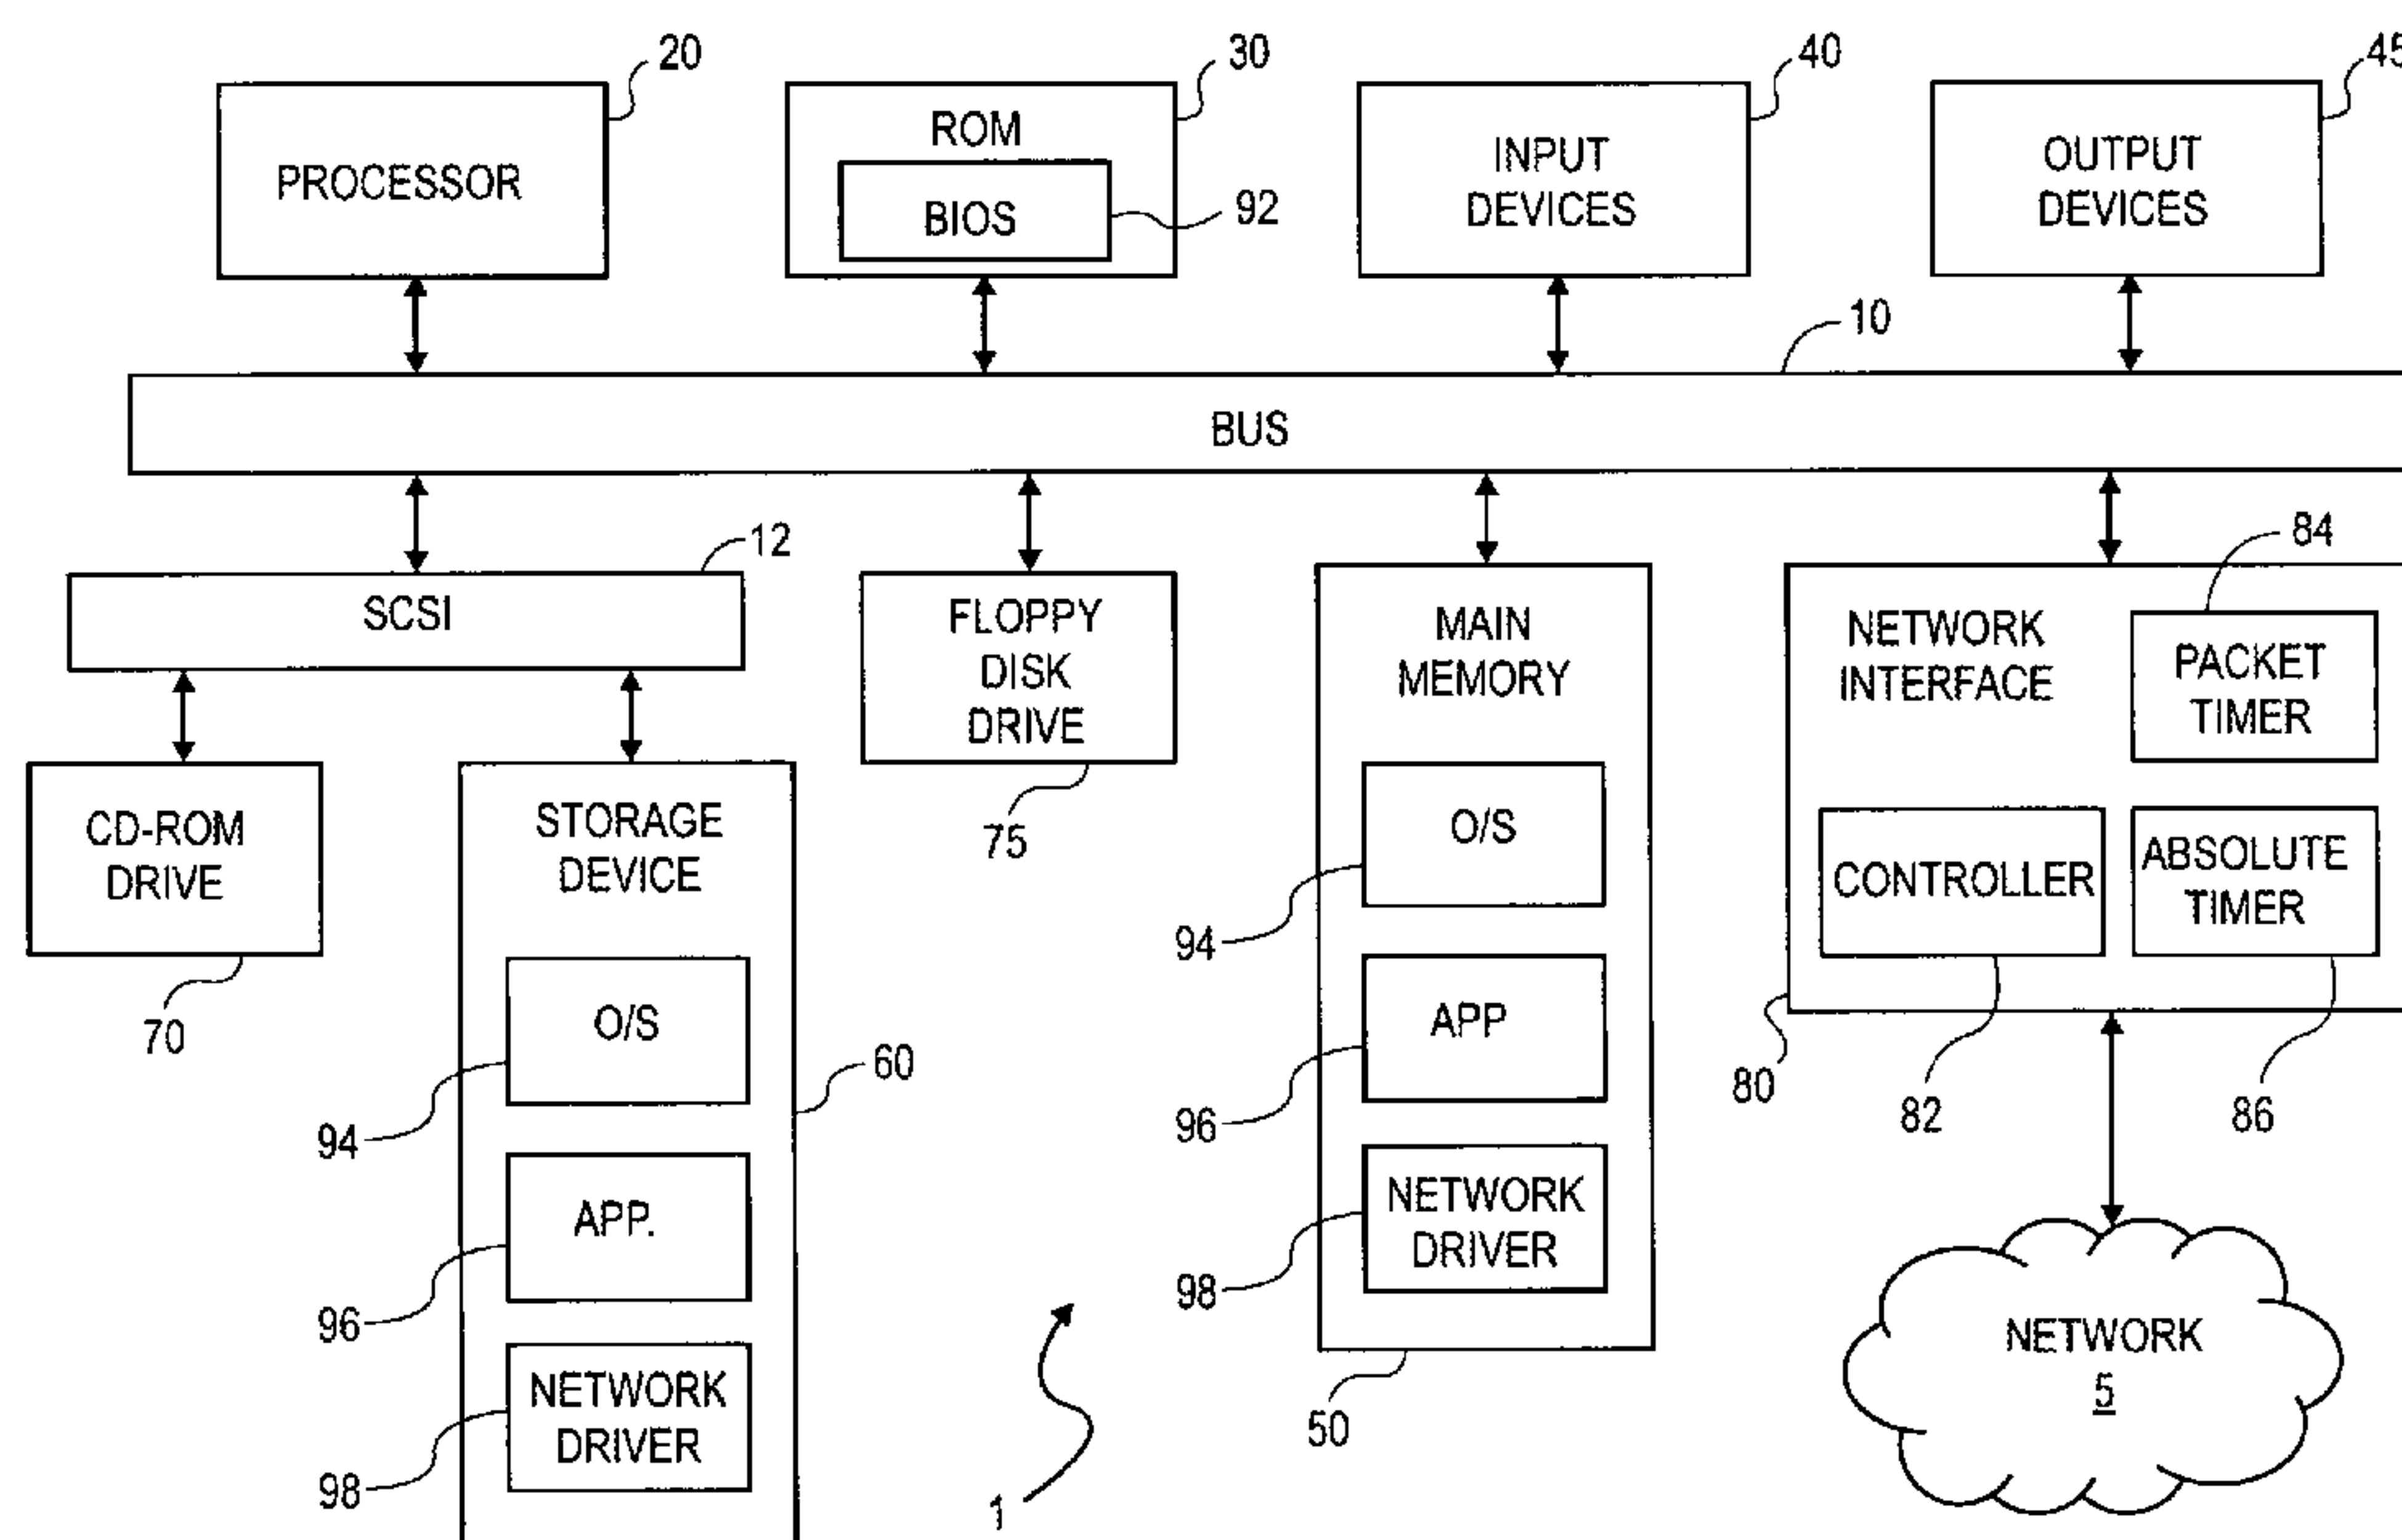 20
30
40
45
PROCESSOR
ROM
BIOS
92
INPUT
DEVICES
OUTPUT
DEVICES
10
BUS
12
SCSI
FLOPPY
DISK
DRIVE
75
MAIN
MEMORY
O/S
94
APP
96
NETWORK
DRIVER
98
50
84
NETWORK
INTERFACE
PACKET
TIMER
CONTROLLER
ABSOLUTE
TIMER
80
82
86
CD-ROM
DRIVE
70
STORAGE
DEVICE
O/S
94
60
APP.
96
NETWORK
DRIVER
98
1
NETWORK
5